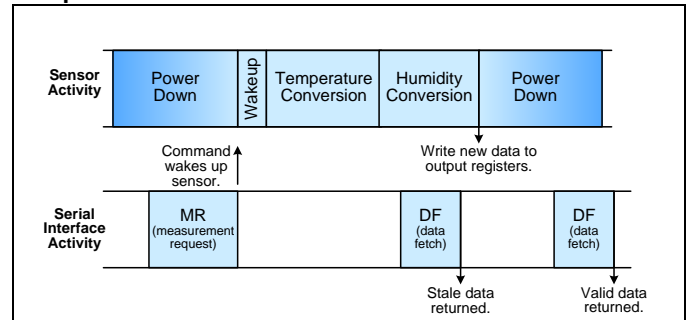 Sensor
Activity
Power
Down
Wakeup
Temperature
Conversion
Humidity
Conversion
Power
Down
Command
wakes up
sensor.
Write new data to
output registers.
Serial
Interface
Activity
MR
(measurement
request)
DF
(data
fetch)
DF
(data
fetch)
Stale data
returned.
Valid data
returned.